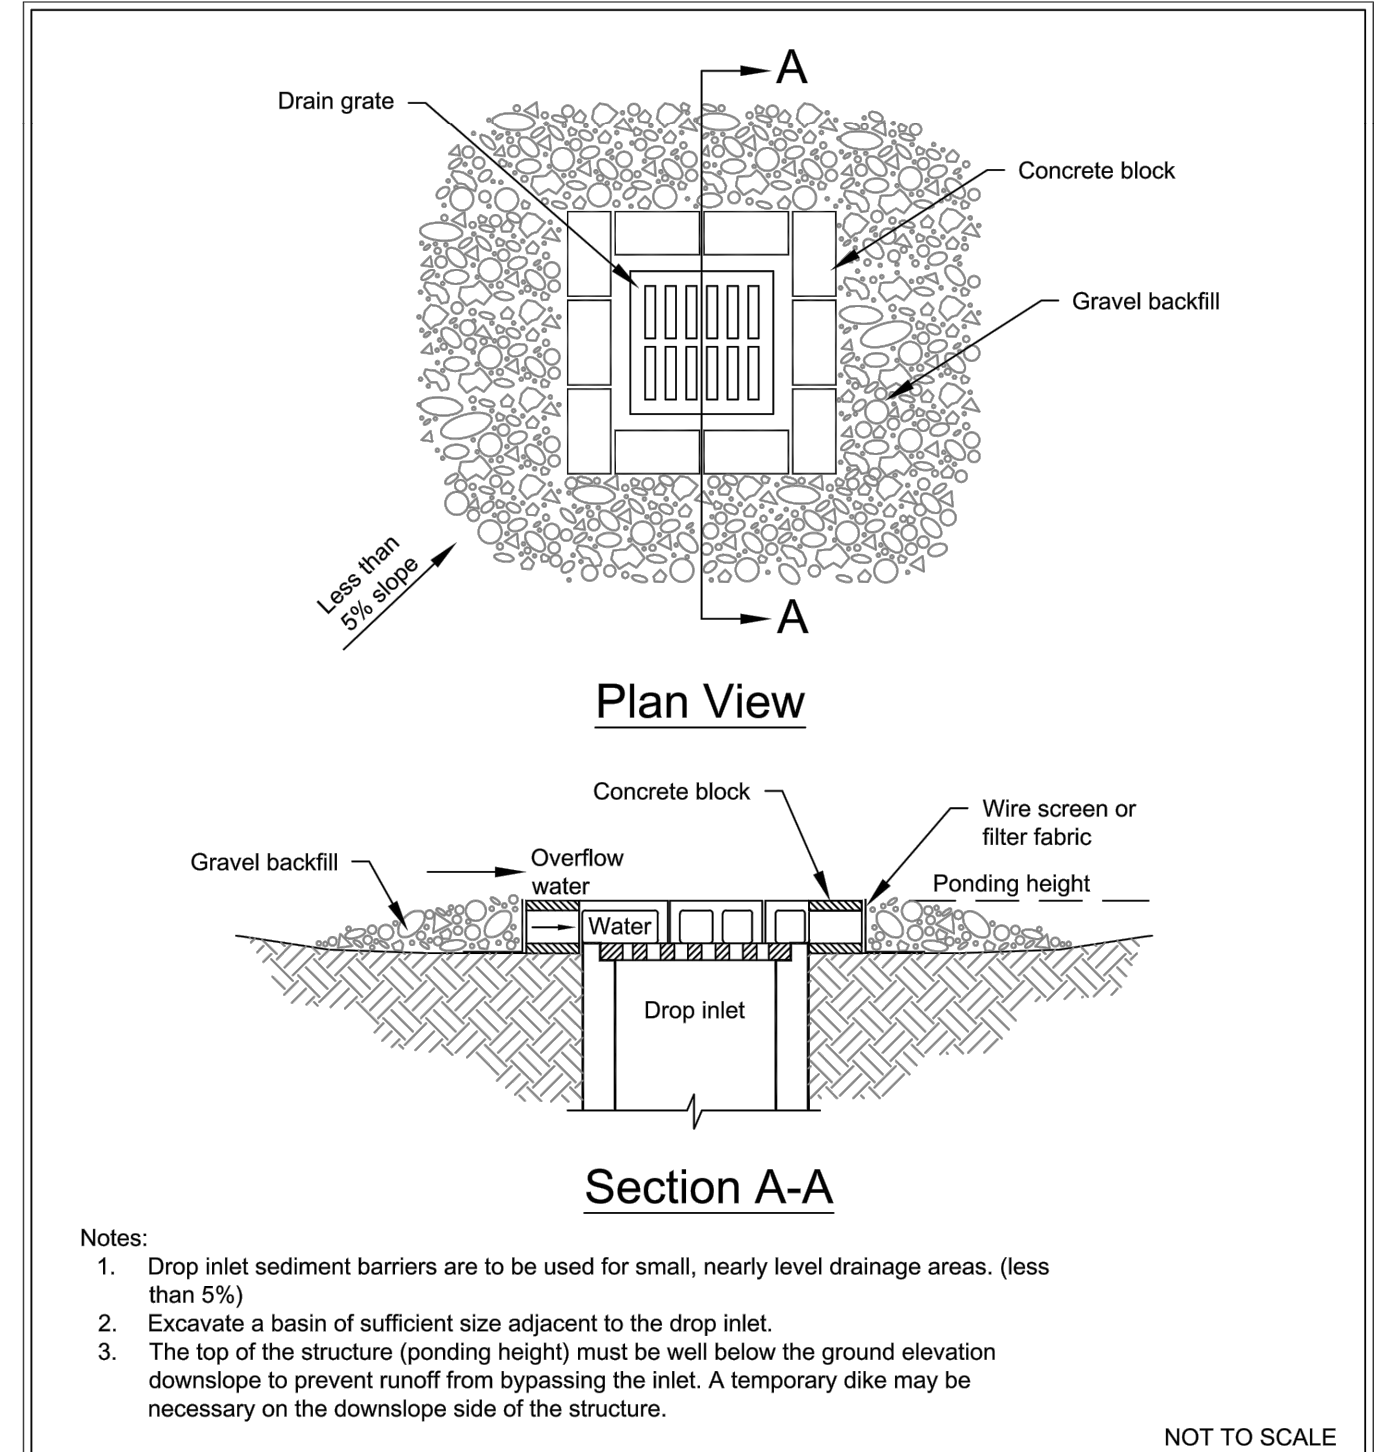 A
Drain grate
Concrete block
Gravel backfill
Less than
5% slope
A
Plan View
Concrete block
Wire screen or
filter fabric
Gravel backfill
Overflow
water
Ponding height
Water
Drop inlet
Section A-A
Notes:
1. Drop inlet sediment barriers are to be used for small, nearly level drainage areas. (less
than 5%)
2. Excavate a basin of sufficient size adjacent to the drop inlet.
3. The top of the structure (ponding height) must be well below the ground elevation
downslope to prevent runoff from bypassing the inlet. A temporary dike may be
necessary on the downslope side of the structure.
NOT TO SCALE